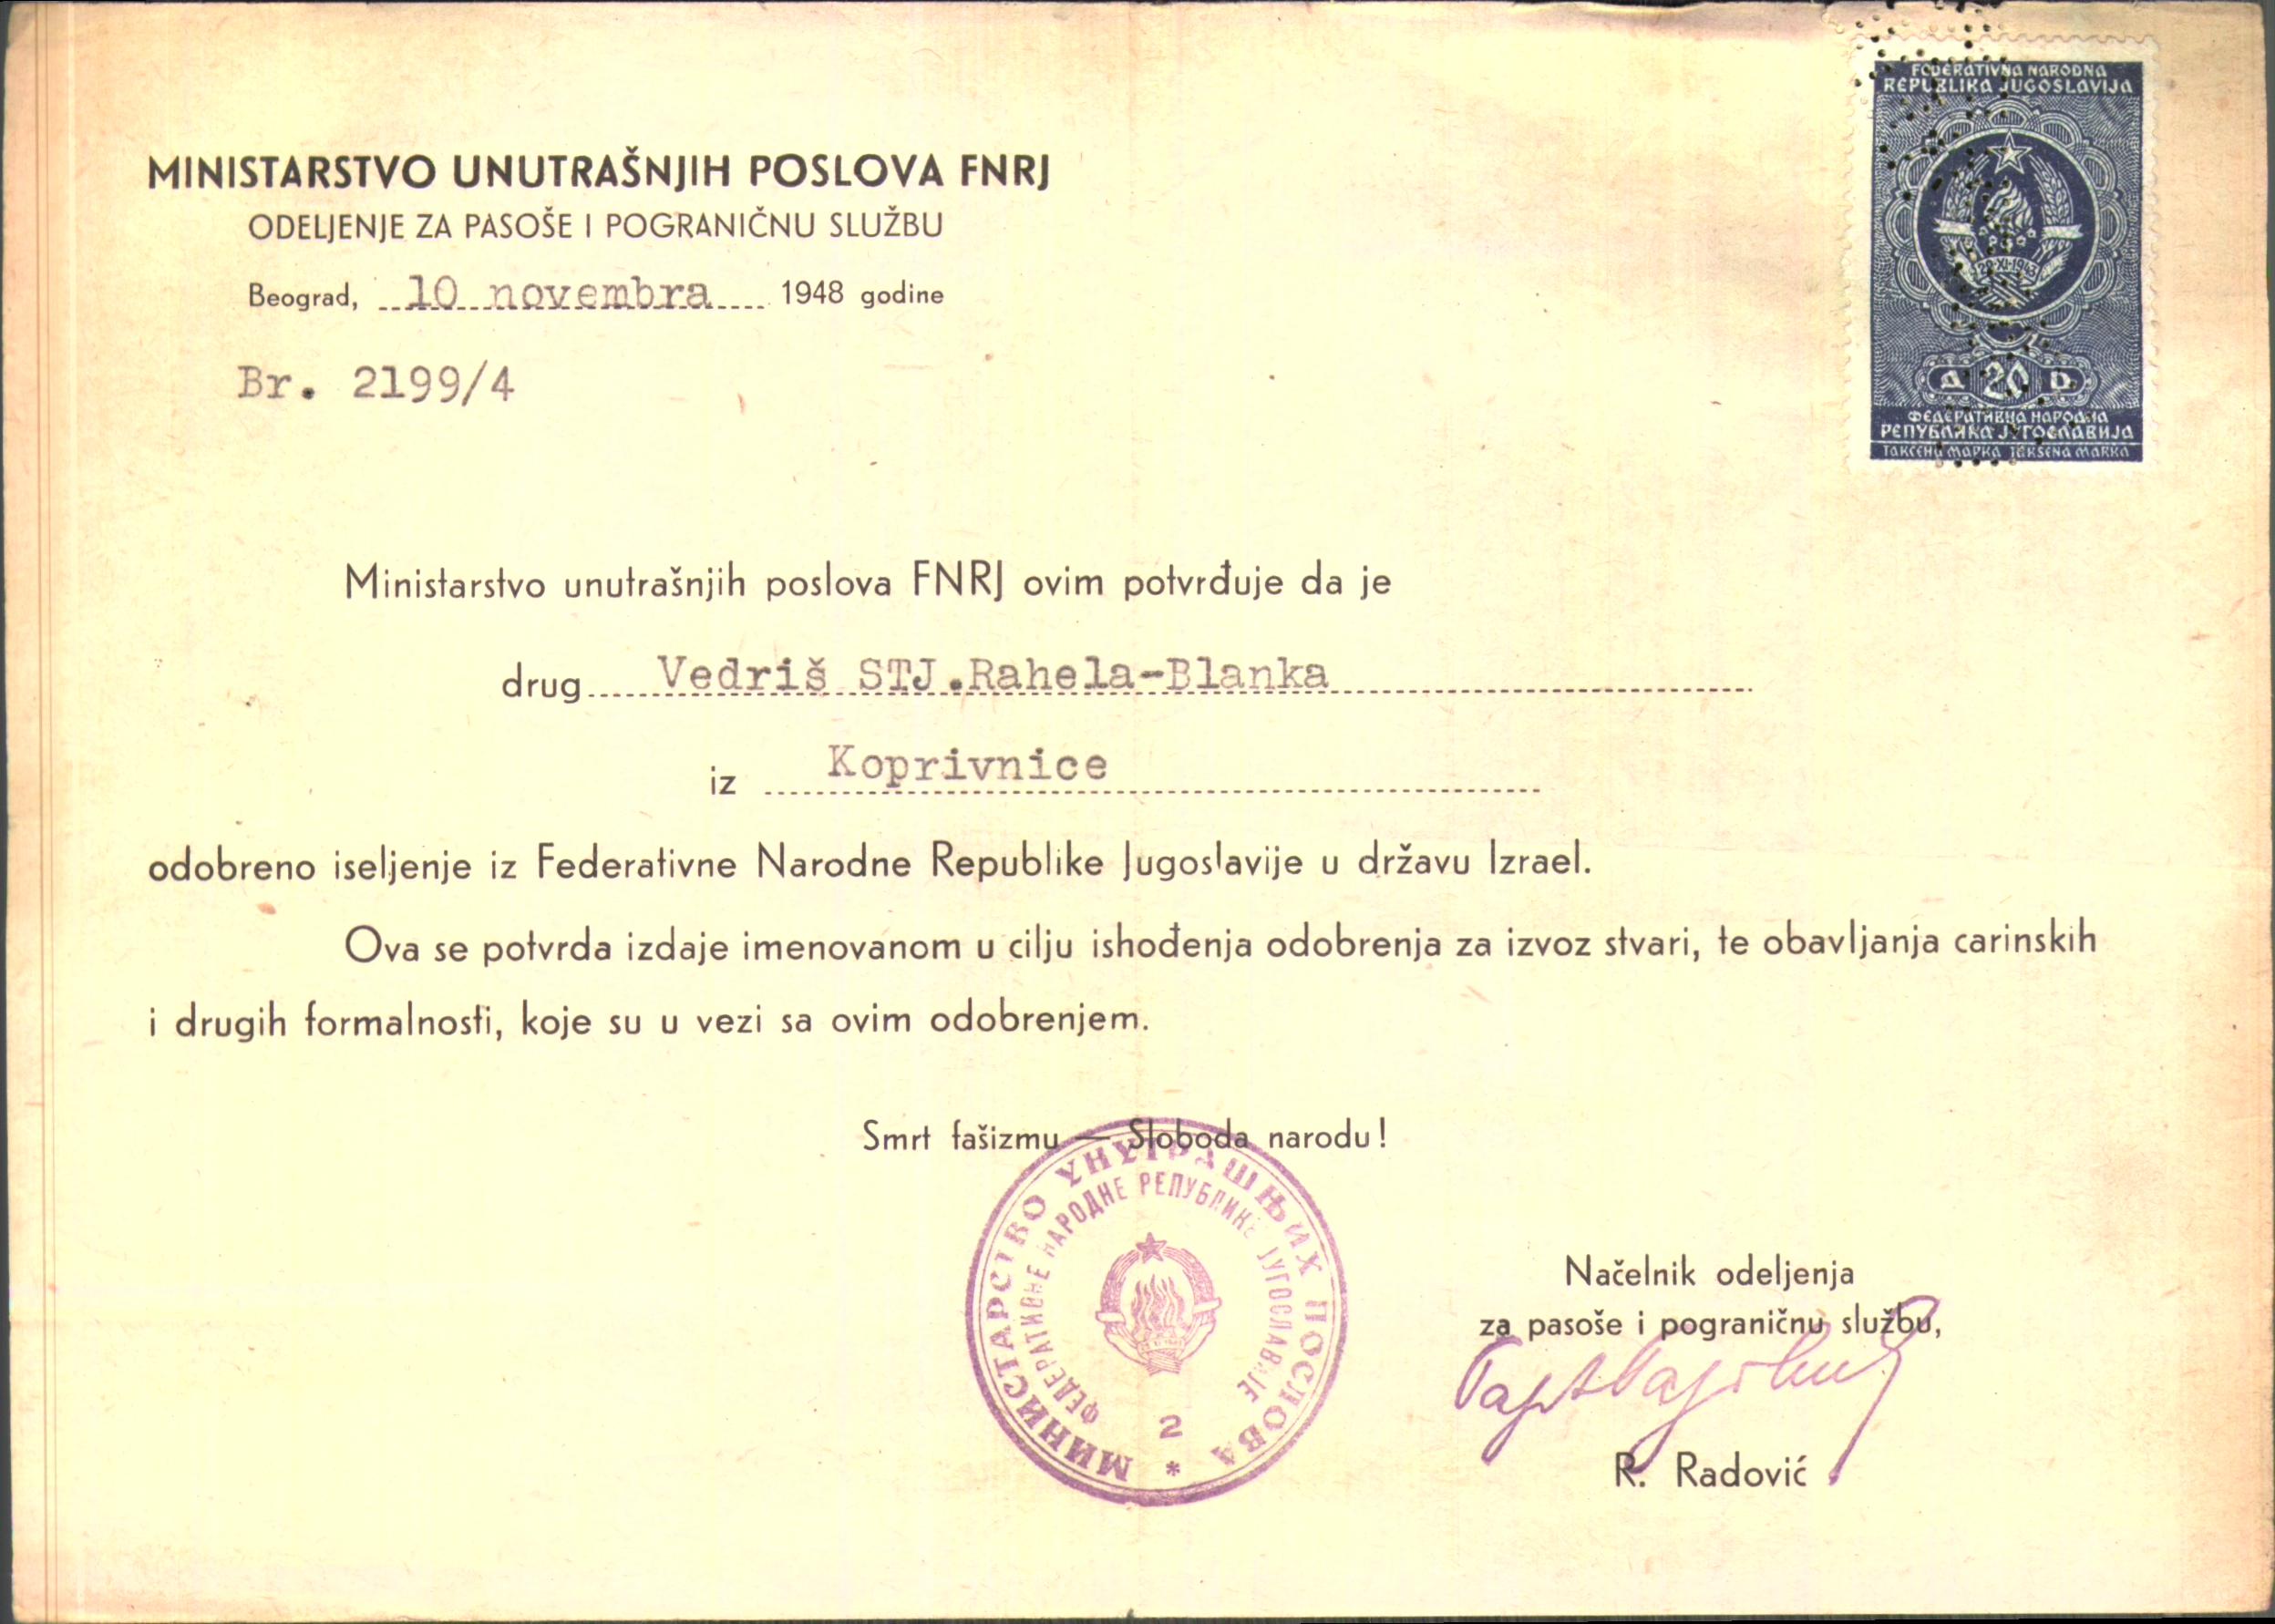 FEDERATIVNA NARODNA
REPUBLIKA JUGOSLAVIJA
29·XI·1943
Д 20 D
ФЕДЕРАТИВНА НАРОДНА
РЕПУБЛИКА ЈУГОСЛАВИЈА
ТАКСЕНА МАРКА TAKSENA MARKA
MINISTARSTVO UNUTRAŠNJIH POSLOVA FNRJ
ODELJENJE ZA PASOŠE I POGRANIČNU SLUŽBU
Beograd, 10 novembra 1948 godine
Br. 2199/4
Ministarstvo unutrašnjih poslova FNRJ ovim potvrđuje da je
drug Vedriš STJ.Rahela-Blanka
iz Koprivnice
odobreno iseljenje iz Federativne Narodne Republike Jugoslavije u državu Izrael.
Ova se potvrda izdaje imenovanom u cilju ishođenja odobrenja za izvoz stvari, te obavljanja carinskih
i drugih formalnosti, koje su u vezi sa ovim odobrenjem.
Smrt fašizmu — Sloboda narodu!
МИНИСТАРСТВО УНУТРАШЊИХ ПОСЛОВА
ФЕДЕРАТИВНЕ НАРОДНЕ РЕПУБЛИКЕ ЈУГОСЛАВИЈЕ
2
*
Načelnik odeljenja
za pasoše i pograničnu službu,
R. Radović